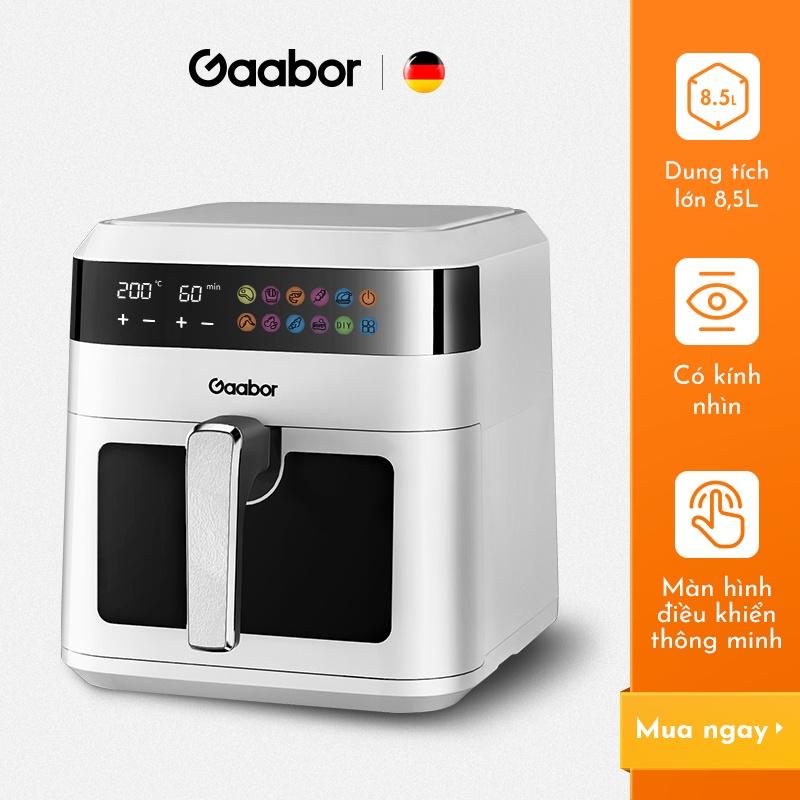 Gaabor
8.5L
Dung tích
lớn 8,5L
200°C 60 min
+ − + −
DIY
Gaabor
Có kính
nhìn
Màn hình
điều khiển
thông minh
Mua ngay